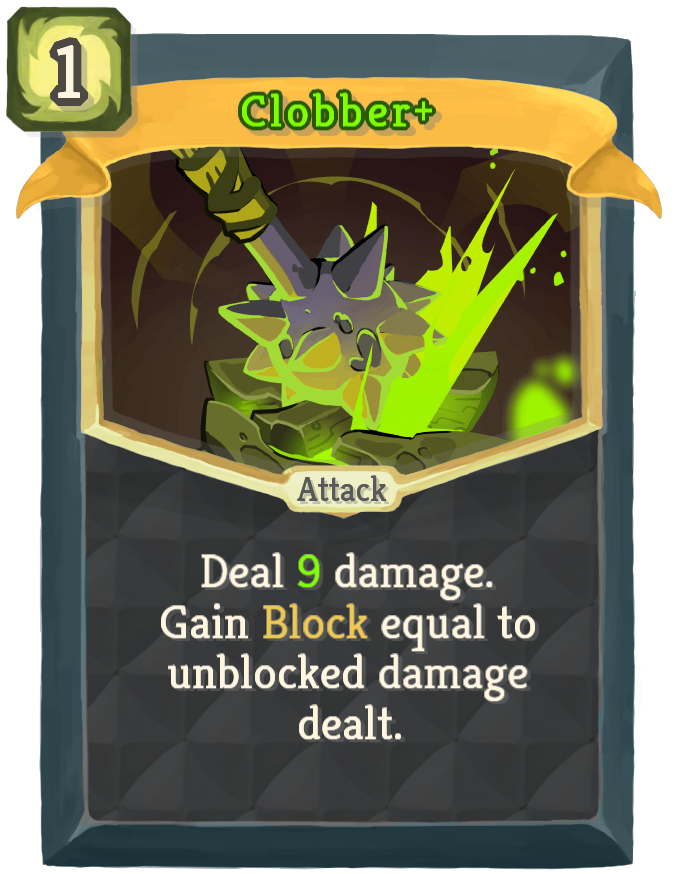 1
Clobber+
Attack
Deal 9 damage.
Gain Block equal to
unblocked damage
dealt.